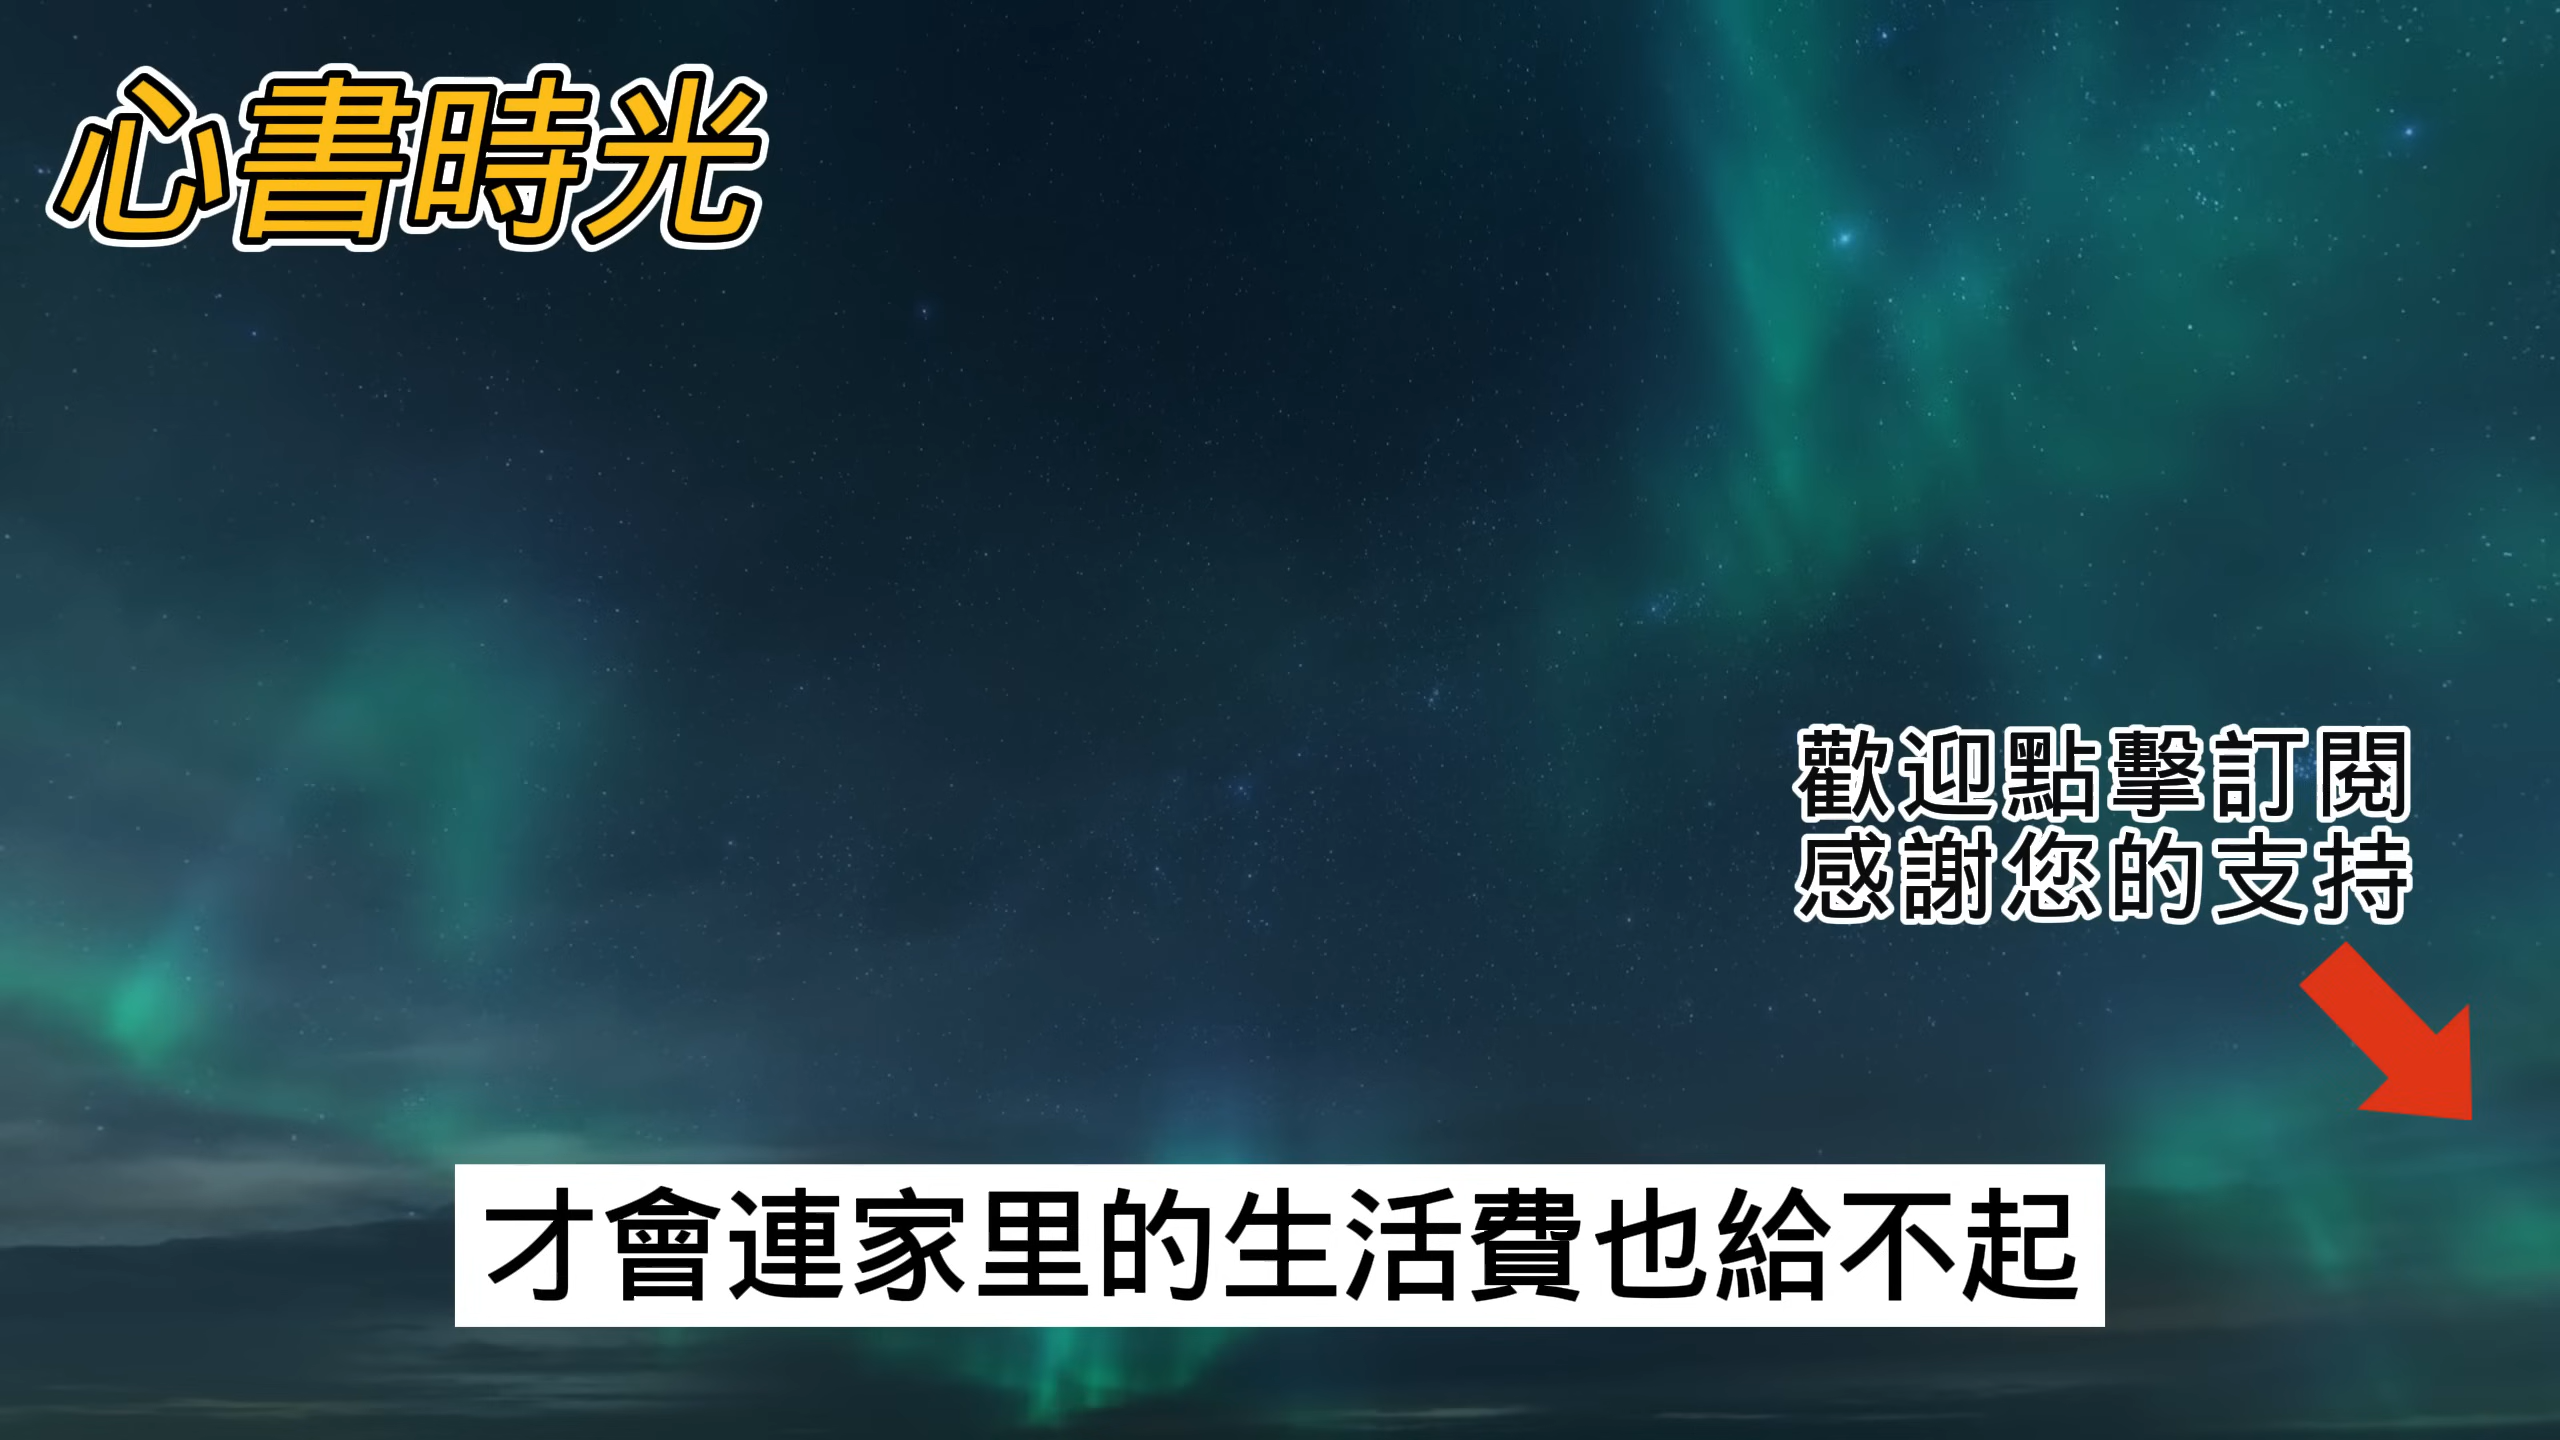 心書時光
歡迎點擊訂閱
感謝您的支持
才會連家里的生活費也給不起